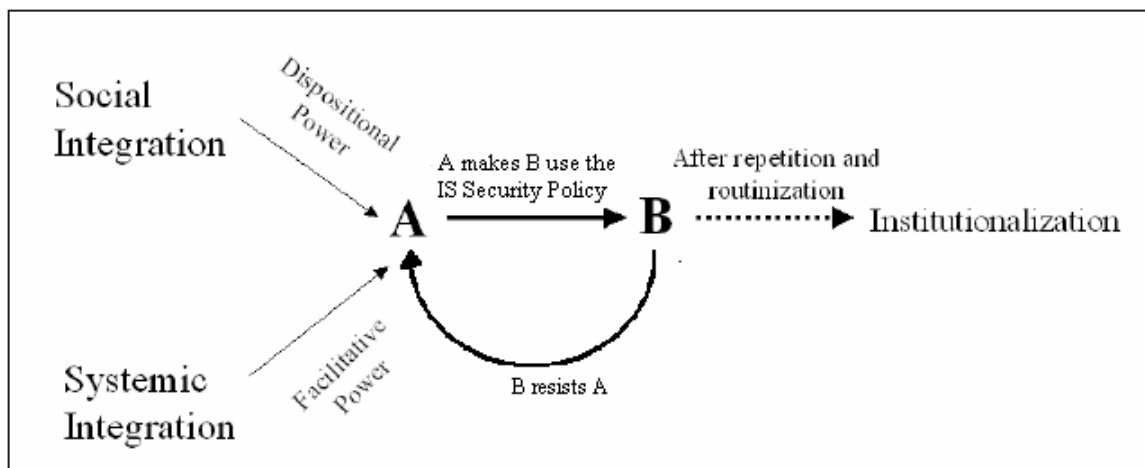 Social
Integration
Dispositional
Power
A makes B use the
IS Security Policy
After repetition and
routinization
A
B
Institutionalization
Systemic
Integration
Facilitative
Power
B resists A